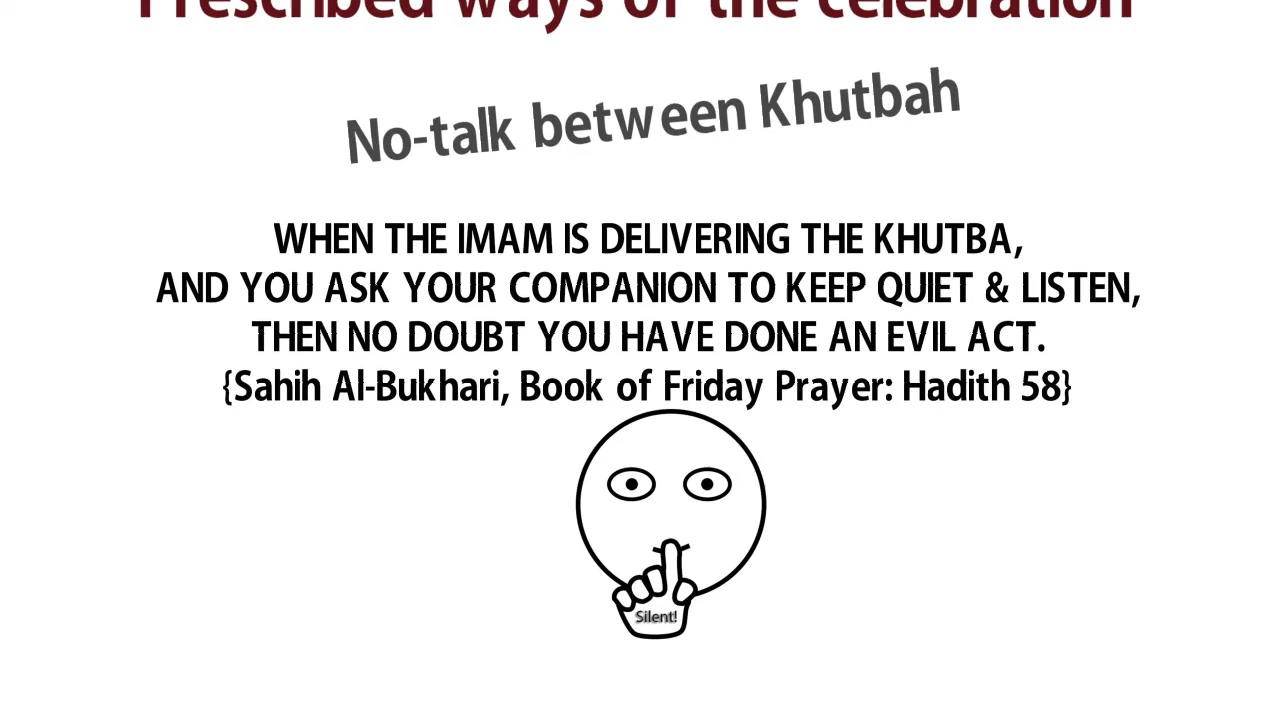 Prescribed ways of the celebration
No-talk between Khutbah
WHEN THE IMAM IS DELIVERING THE KHUTBA,
AND YOU ASK YOUR COMPANION TO KEEP QUIET & LISTEN,
THEN NO DOUBT YOU HAVE DONE AN EVIL ACT.
{Sahih Al-Bukhari, Book of Friday Prayer: Hadith 58}
Silent!